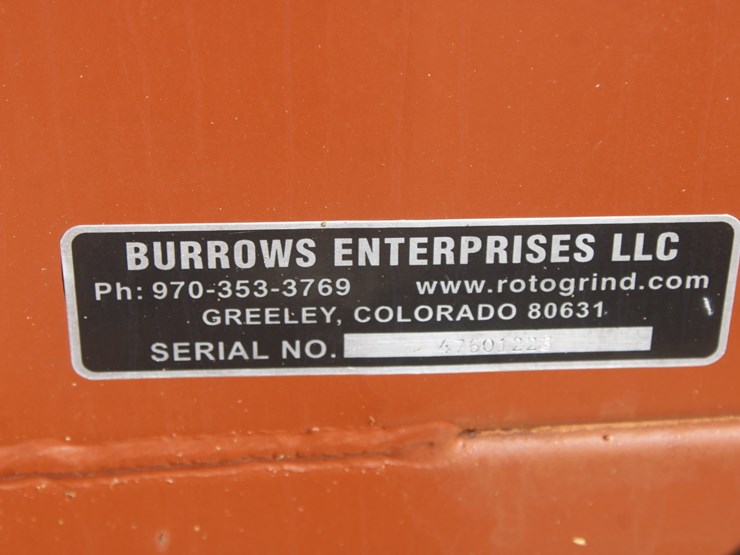 BURROWS ENTERPRISES LLC
Ph: 970-353-3769 www.rotogrind.com
GREELEY, COLORADO 80631
SERIAL NO.